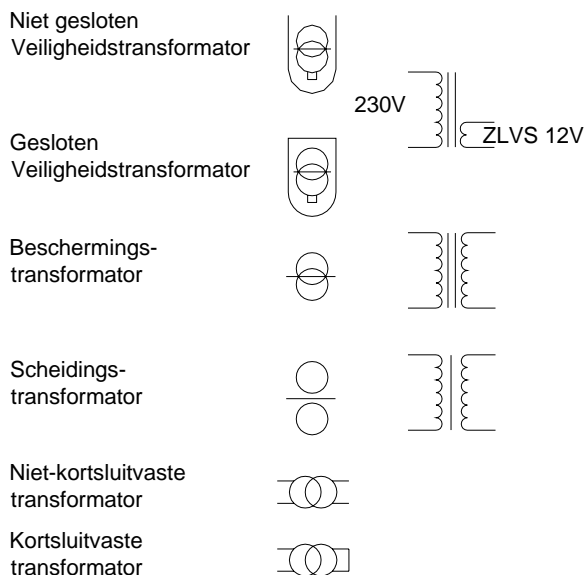 Niet gesloten
Veiligheidstransformator
230V
ZLVS 12V
Gesloten
Veiligheidstransformator
Beschermings-
transformator
Scheidings-
transformator
Niet-kortsluitvaste
transformator
Kortsluitvaste
transformator